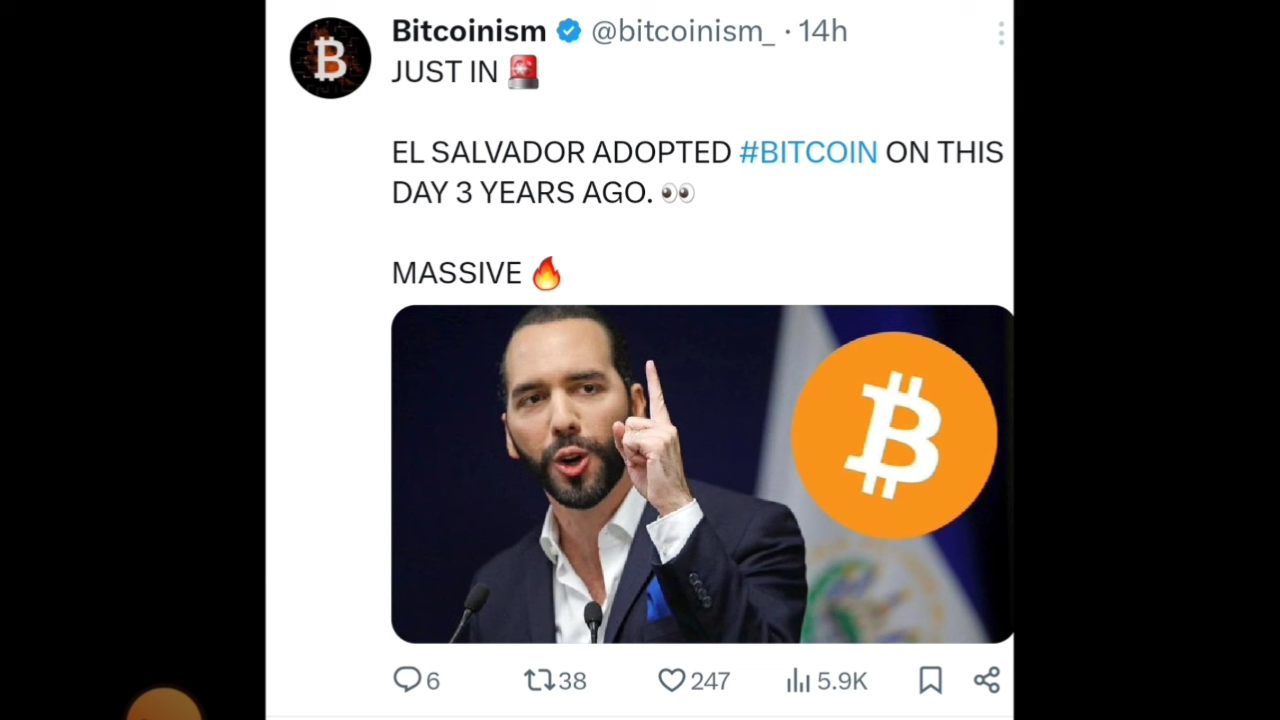 Bitcoinism @bitcoinism_ · 14h
JUST IN 🚨
EL SALVADOR ADOPTED #BITCOIN ON THIS
DAY 3 YEARS AGO. 👀
MASSIVE 🔥
6 38 247 5.9K